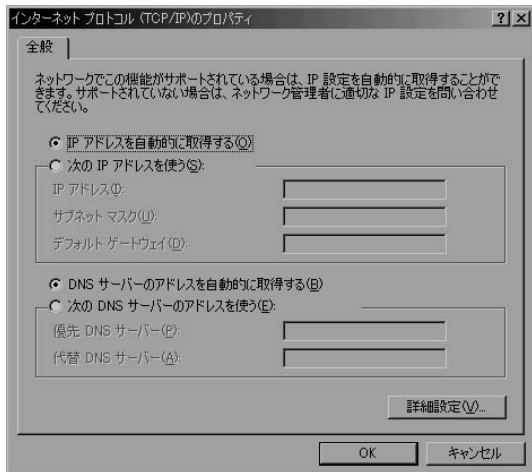 インターネット プロトコル (TCP/IP)のプロパティ
全般
ネットワークでこの機能がサポートされている場合は、IP 設定を自動的に取得することがで
きます。サポートされていない場合は、ネットワーク管理者に適切な IP 設定を問い合わせ
てください。
IP アドレスを自動的に取得する(O)
次の IP アドレスを使う(S):
IP アドレス(I):
サブネット マスク(U):
デフォルト ゲートウェイ(D):
DNS サーバーのアドレスを自動的に取得する(B)
次の DNS サーバーのアドレスを使う(E):
優先 DNS サーバー(P):
代替 DNS サーバー(A):
詳細設定(V)...
OK
キャンセル